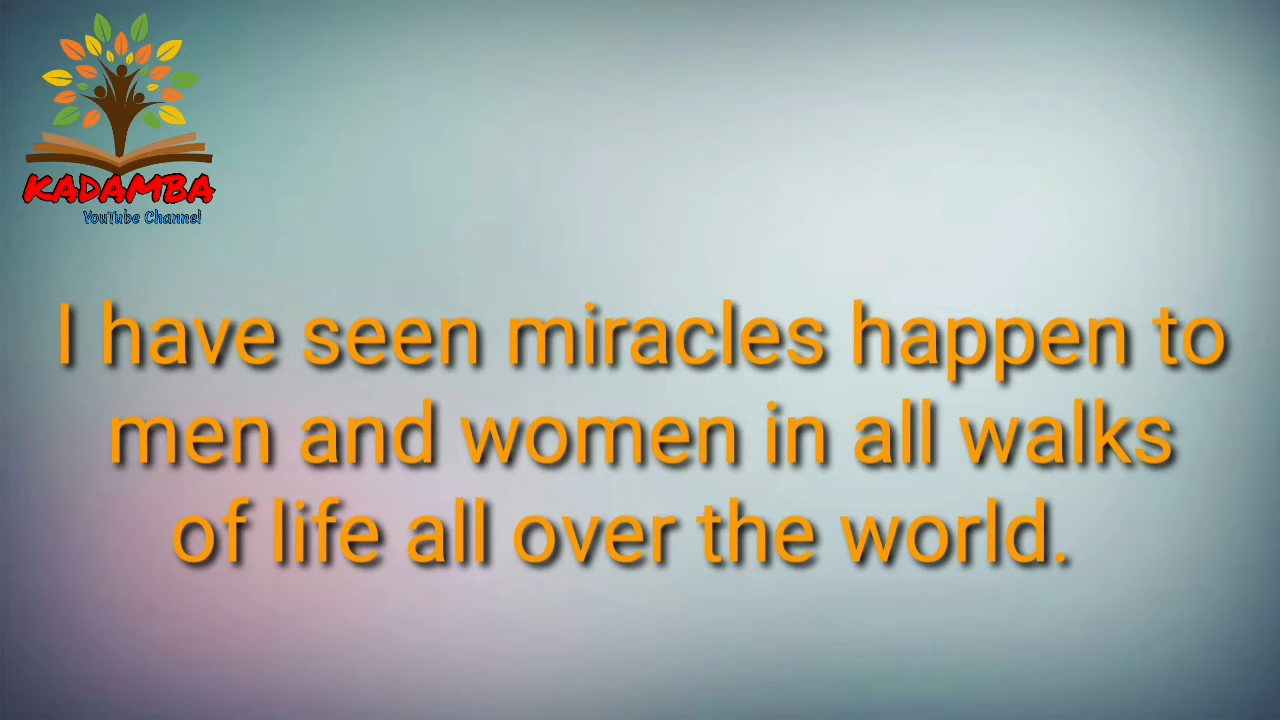 KADAMBA
YouTube Channel
I have seen miracles happen to
men and women in all walks
of life all over the world.